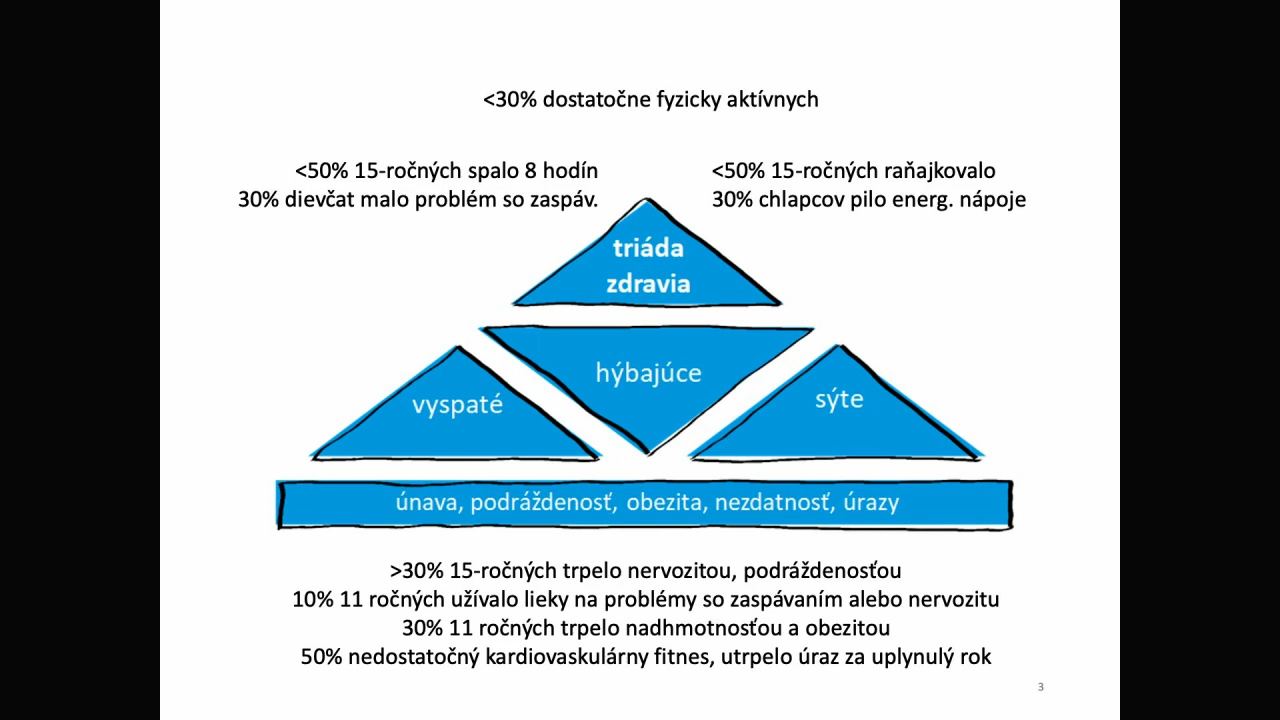 <30% dostatočne fyzicky aktívnych
<50% 15-ročných spalo 8 hodín
30% dievčat malo problém so zaspáv.
<50% 15-ročných raňajkovalo
30% chlapcov pilo energ. nápoje
triáda
zdravia
hýbajúce
vyspaté
sýte
únava, podráždenosť, obezita, nezdatnosť, úrazy
>30% 15-ročných trpelo nervozitou, podráždenosťou
10% 11 ročných užívalo lieky na problémy so zaspávaním alebo nervozitu
30% 11 ročných trpelo nadhmotnosťou a obezitou
50% nedostatočný kardiovaskulárny fitnes, utrpelo úraz za uplynulý rok
3